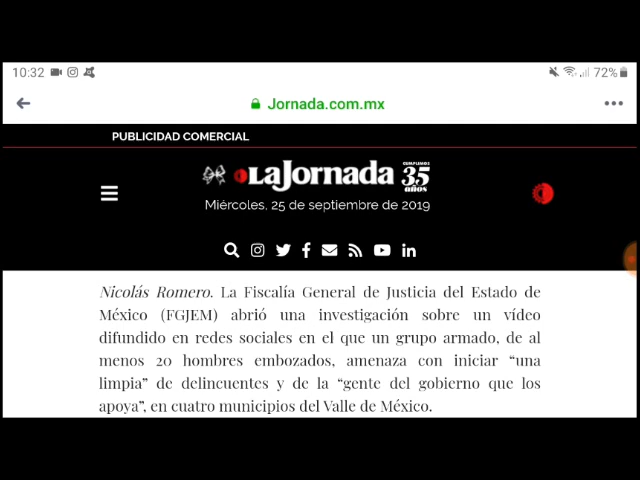 10:32 72%
Jornada.com.mx
PUBLICIDAD COMERCIAL
LaJornada CUMPLIMOS 35 años
Miércoles, 25 de septiembre de 2019
Nicolás Romero. La Fiscalía General de Justicia del Estado de
México (FGJEM) abrió una investigación sobre un vídeo
difundido en redes sociales en el que un grupo armado, de al
menos 20 hombres embozados, amenaza con iniciar “una
limpia” de delincuentes y de la “gente del gobierno que los
apoya”, en cuatro municipios del Valle de México.